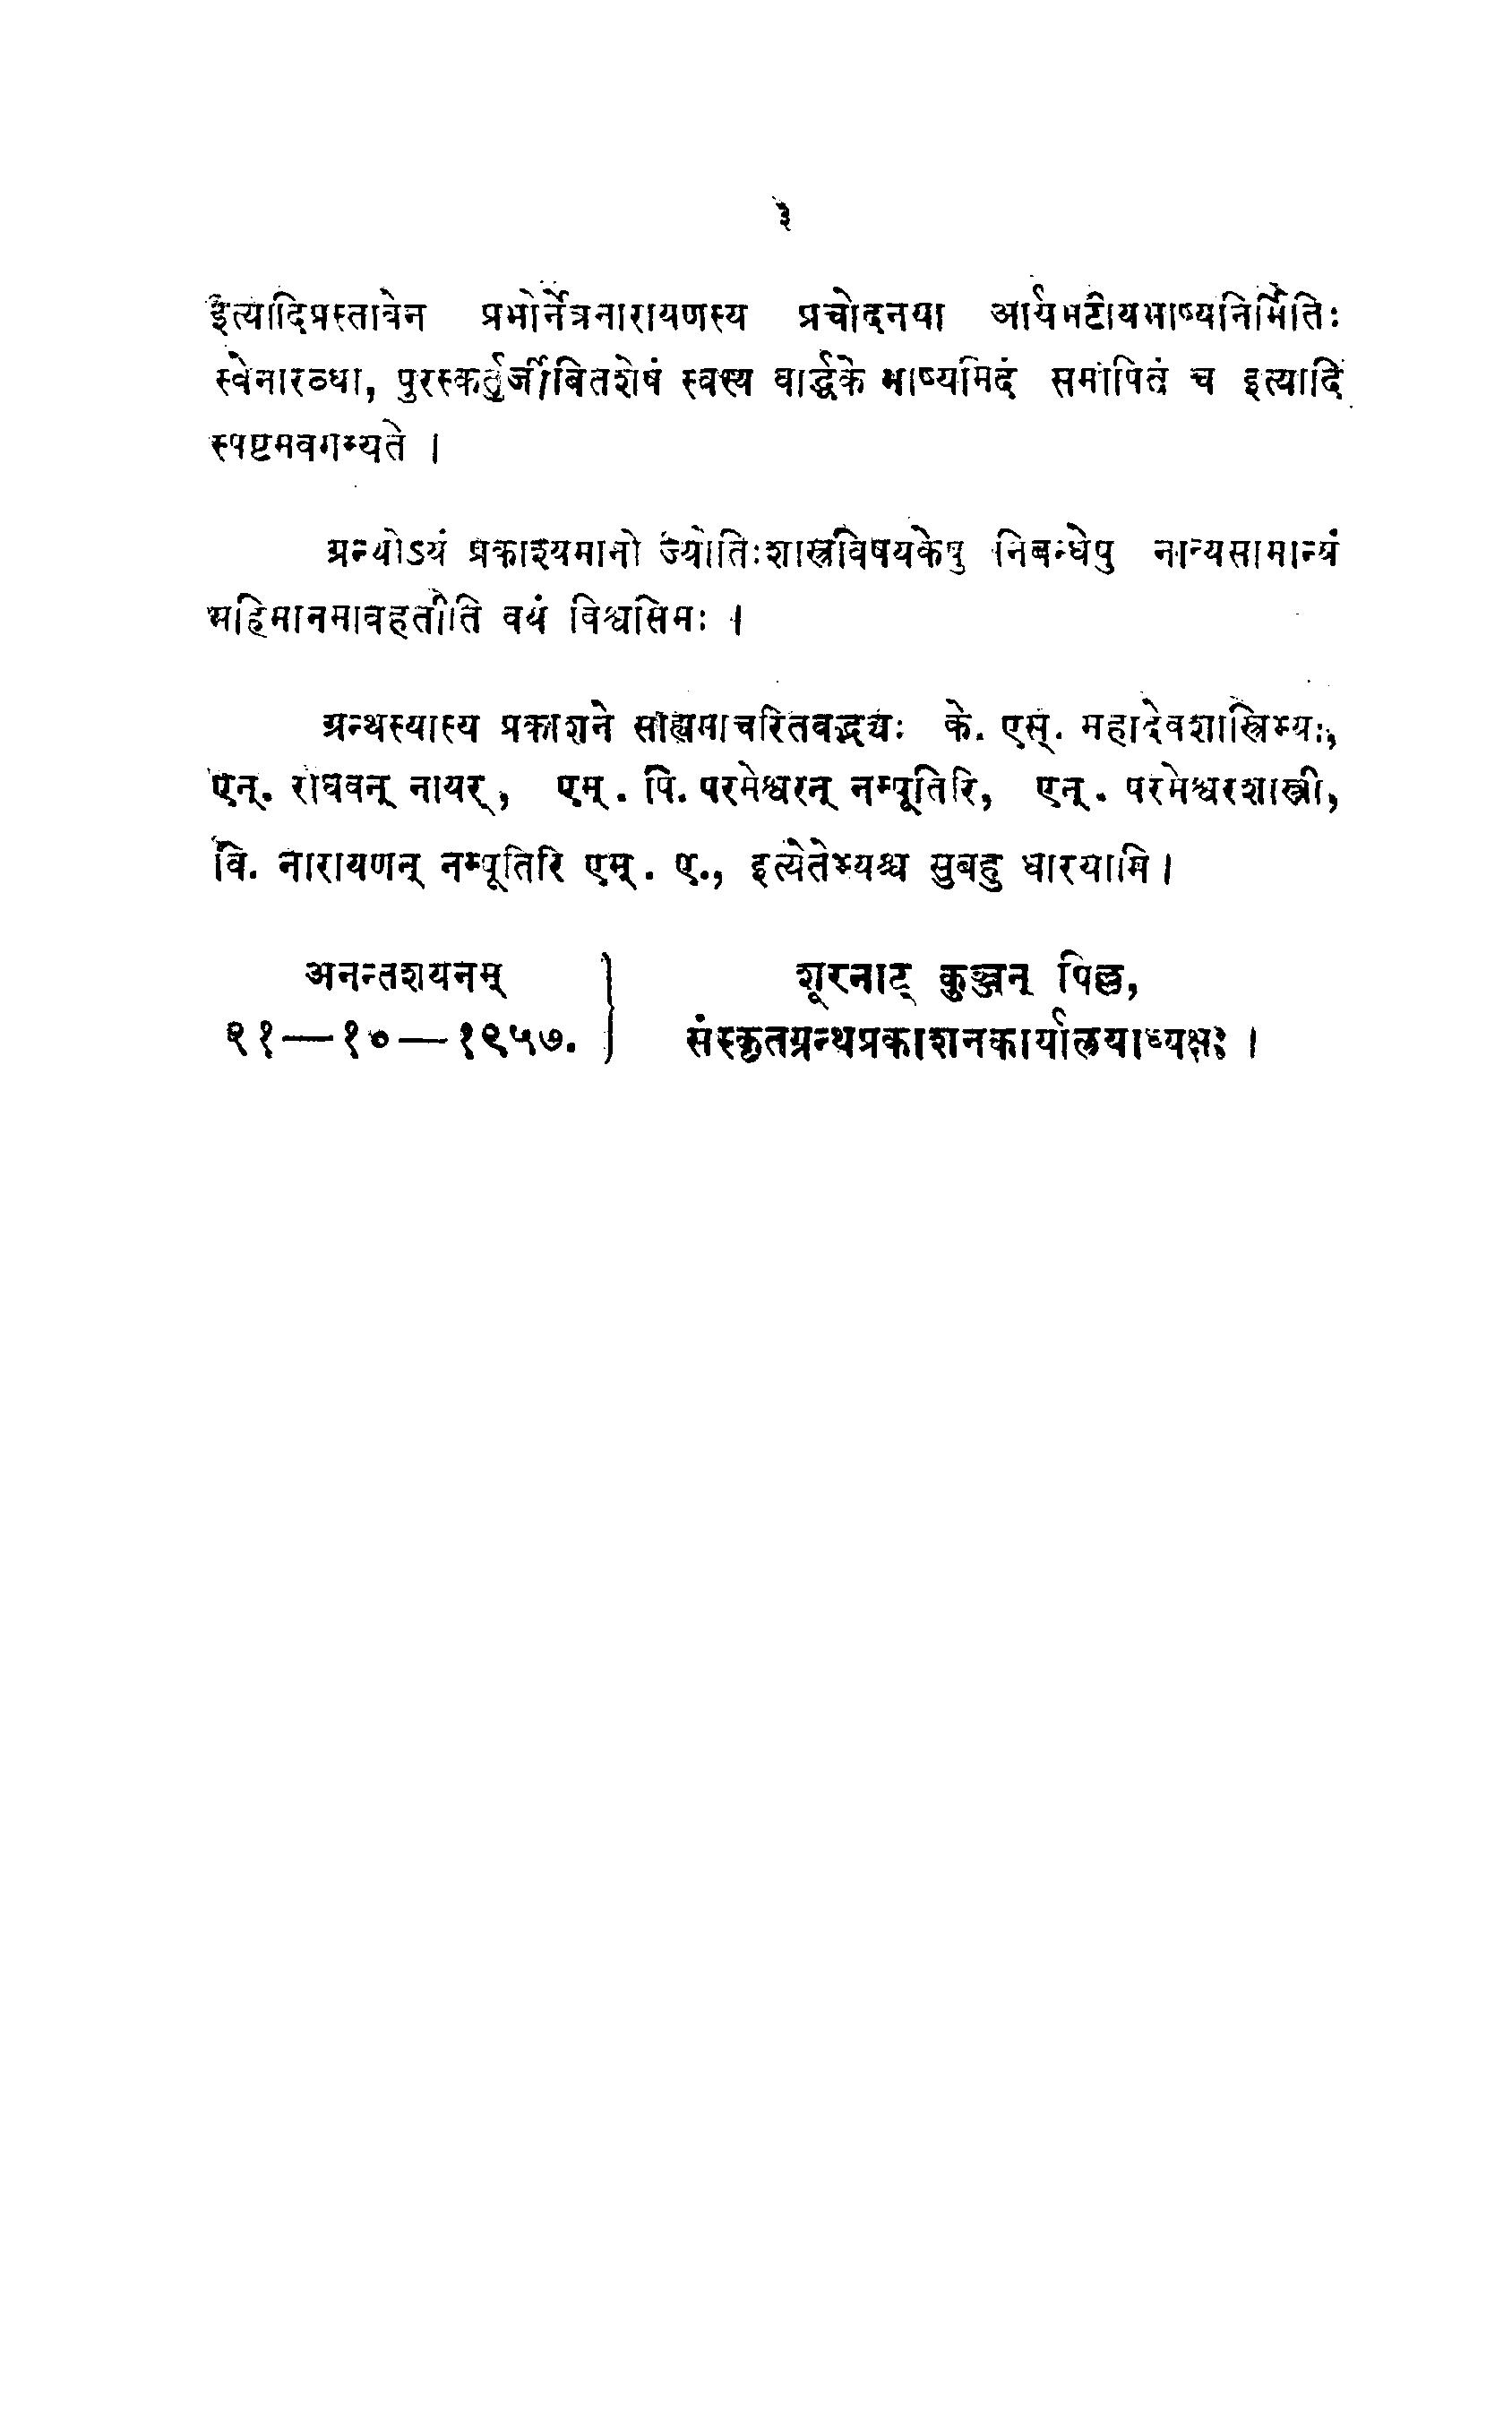 ३
इत्यादिप्रस्तावेन प्रभोर्नेत्रनारायणस्य प्रचोदनया आर्यभटीयभाष्यनिर्मितिः
स्वेनारब्धा, पुरस्कर्तुर्जीवितशेषं स्वस्य वार्द्धके भाष्यमिदं समापितं च इत्यादि
स्पष्टमवगम्यते ।
ग्रन्थोऽयं प्रकाश्यमानो ज्योतिःशास्त्रविषयकेषु निबन्धेषु नान्यसामान्यं
महिमानमावहतीति वयं विश्वसिमः ।
ग्रन्थस्यास्य प्रकाशने साह्यमाचरितवद्भ्यः के. एस्. महादेवशास्त्रिभ्यः,
एन्. राघवन् नायर्, एम्. पि. परमेश्वरन् नम्पूतिरि, एन्. परमेश्वरशास्त्री,
वि. नारायणन् नम्पूतिरि एम्. ए., इत्येतेभ्यश्च सुबहु धारयामि ।
अनन्तशयनम् } शूरनाट् कुञ्जन् पिल्ल,
२१—१०—१९५७. संस्कृतग्रन्थप्रकाशनकार्यालयाध्यक्षः ।